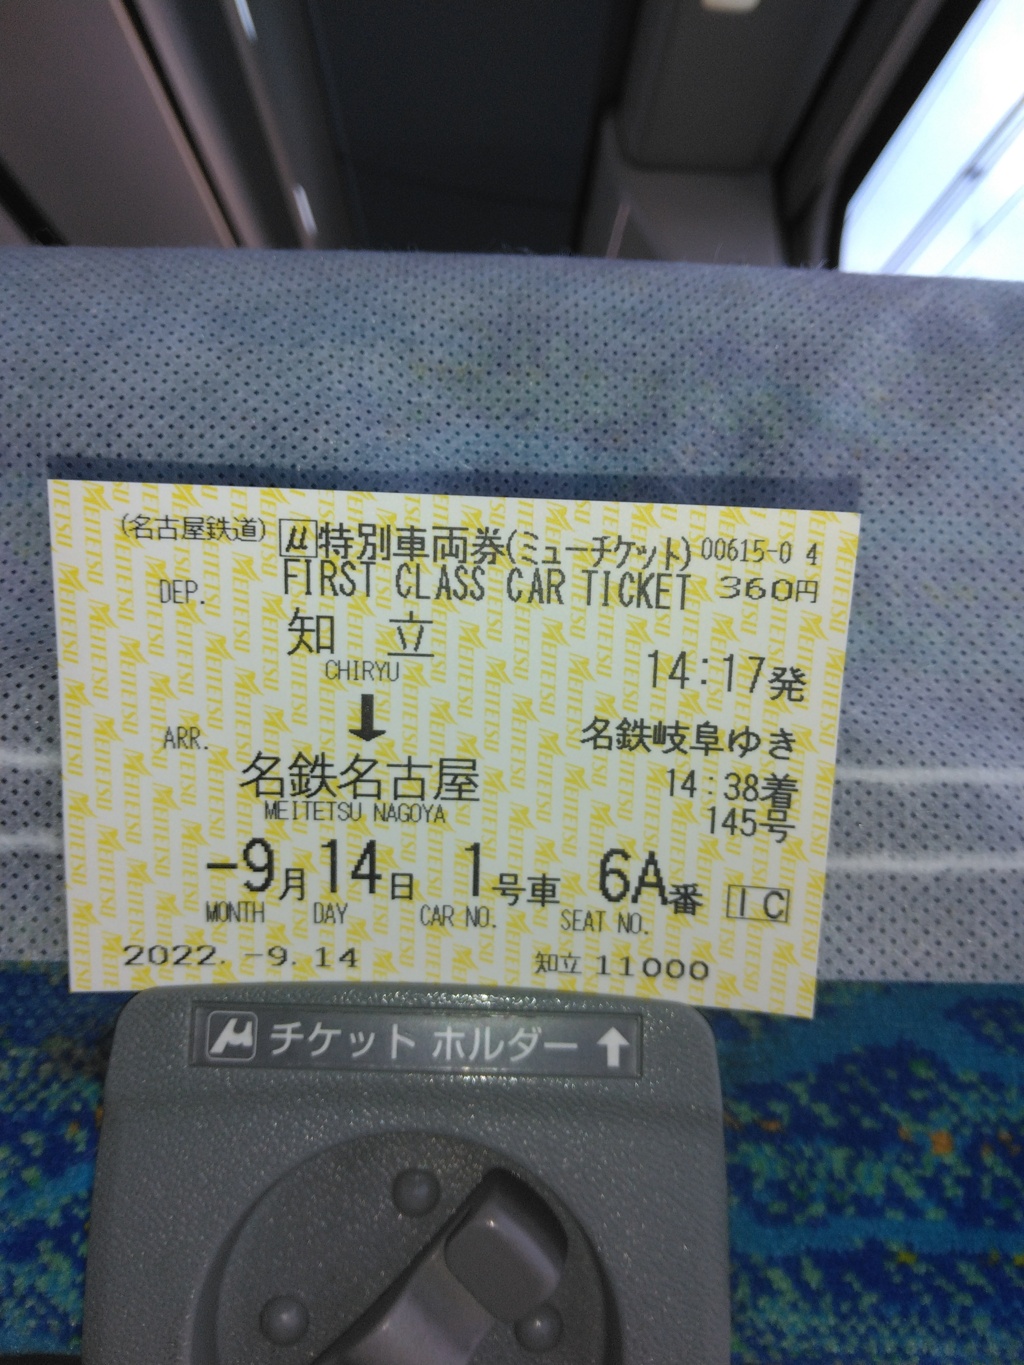 (名古屋鉄道) μ特別車両券(ミューチケット) 00615-04
DEP. FIRST CLASS CAR TICKET 360円
知 立
CHIRYU 14:17発
↓
ARR. 名鉄岐阜ゆき
名鉄名古屋 14:38着
MEITETSU NAGOYA 145号
-9月 14日 1号車 6A番 IC
MONTH DAY CAR NO. SEAT NO.
2022.-9.14 知立 11000
μ チケット ホルダー ↑